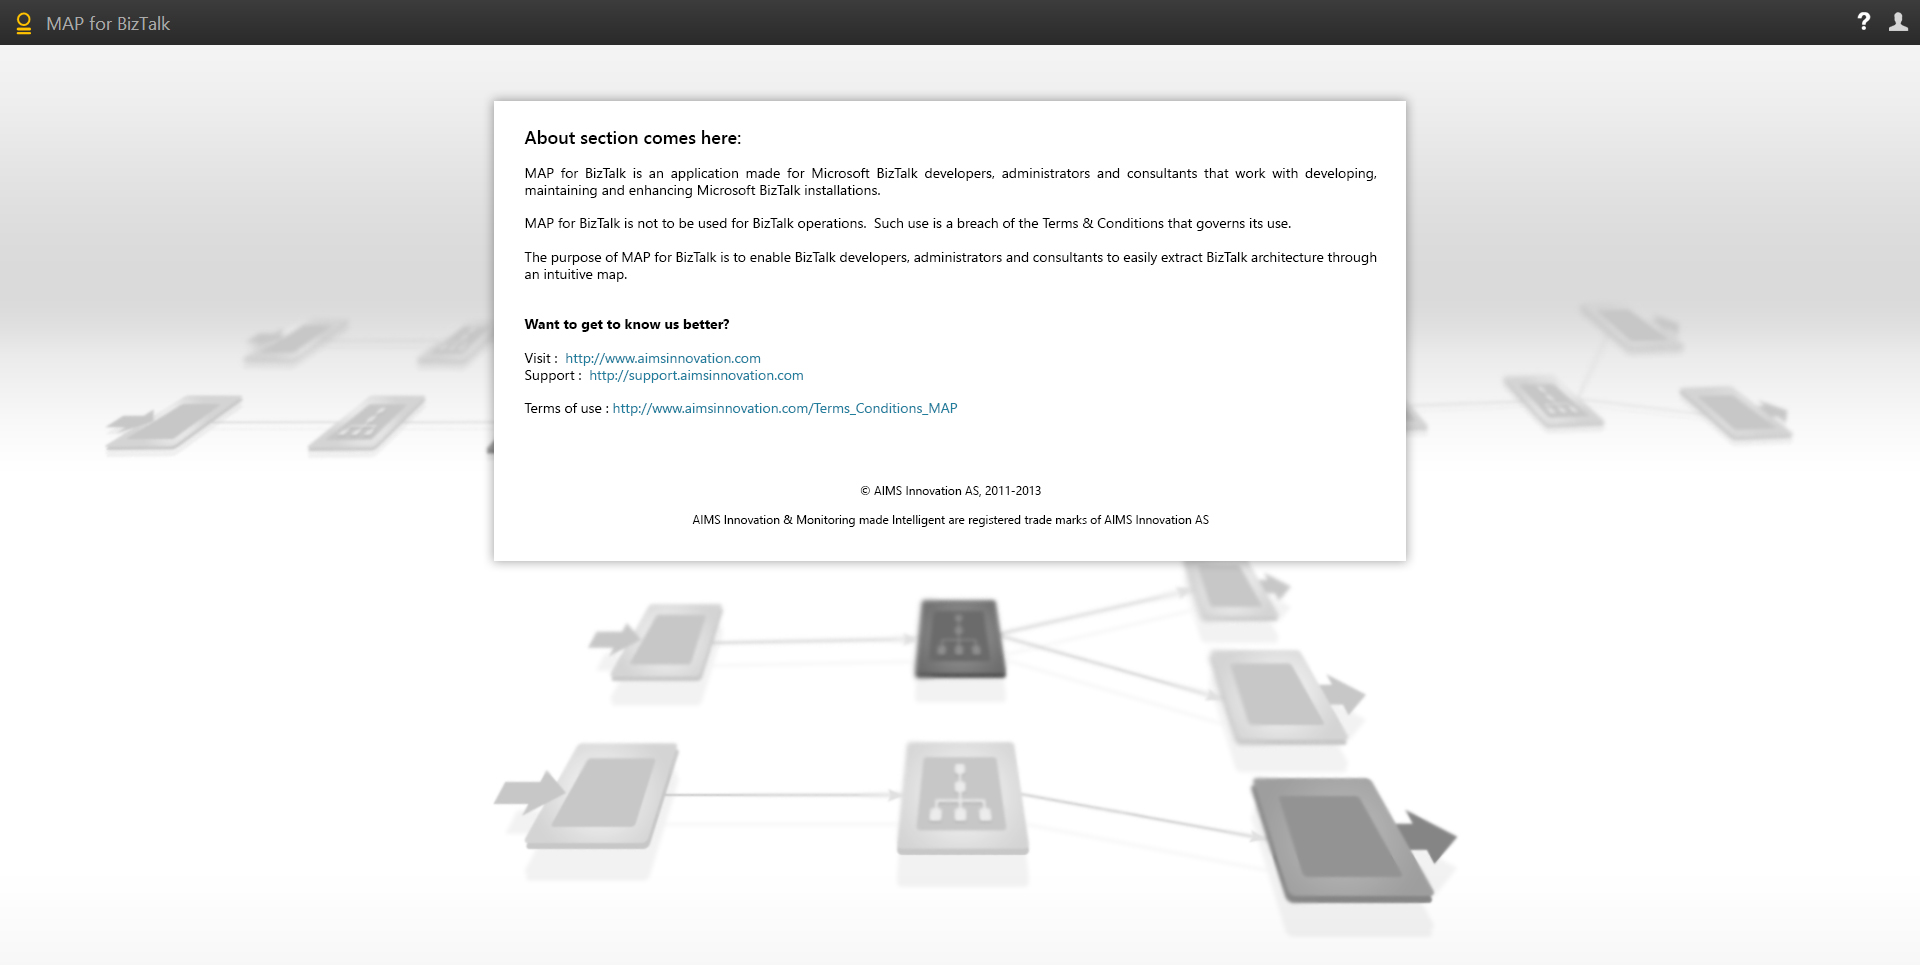 MAP for BizTalk
?
About section comes here:
MAP for BizTalk is an application made for Microsoft BizTalk developers, administrators and consultants that work with developing,
maintaining and enhancing Microsoft BizTalk installations.
MAP for BizTalk is not to be used for BizTalk operations.  Such use is a breach of the Terms & Conditions that governs its use.
The purpose of MAP for BizTalk is to enable BizTalk developers, administrators and consultants to easily extract BizTalk architecture through
an intuitive map.
Want to get to know us better?
Visit :  http://www.aimsinnovation.com
Support :  http://support.aimsinnovation.com
Terms of use : http://www.aimsinnovation.com/Terms_Conditions_MAP
© AIMS Innovation AS, 2011-2013
AIMS Innovation & Monitoring made Intelligent are registered trade marks of AIMS Innovation AS